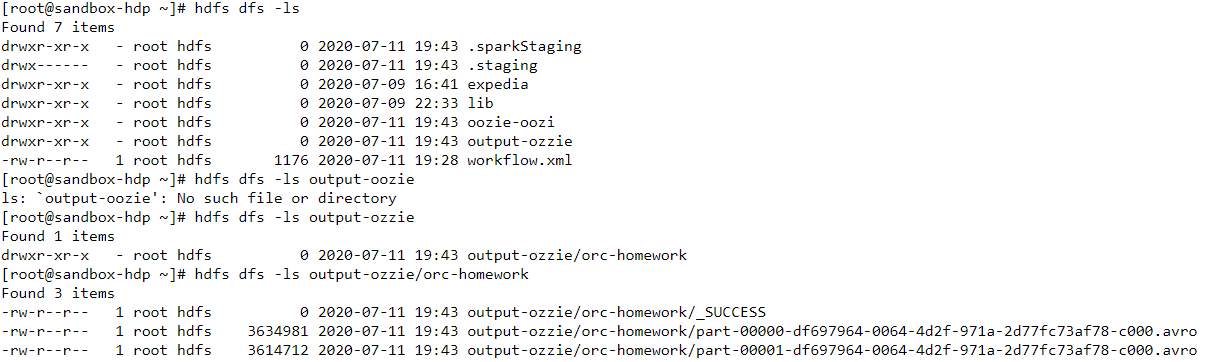 [root@sandbox-hdp ~]# hdfs dfs -ls
Found 7 items
drwxr-xr-x   - root hdfs          0 2020-07-11 19:43 .sparkStaging
drwx------   - root hdfs          0 2020-07-11 19:43 .staging
drwxr-xr-x   - root hdfs          0 2020-07-09 16:41 expedia
drwxr-xr-x   - root hdfs          0 2020-07-09 22:33 lib
drwxr-xr-x   - root hdfs          0 2020-07-11 19:43 oozie-oozi
drwxr-xr-x   - root hdfs          0 2020-07-11 19:43 output-ozzie
-rw-r--r--   1 root hdfs       1176 2020-07-11 19:28 workflow.xml
[root@sandbox-hdp ~]# hdfs dfs -ls output-oozie
ls: `output-oozie': No such file or directory
[root@sandbox-hdp ~]# hdfs dfs -ls output-ozzie
Found 1 items
drwxr-xr-x   - root hdfs          0 2020-07-11 19:43 output-ozzie/orc-homework
[root@sandbox-hdp ~]# hdfs dfs -ls output-ozzie/orc-homework
Found 3 items
-rw-r--r--   1 root hdfs          0 2020-07-11 19:43 output-ozzie/orc-homework/_SUCCESS
-rw-r--r--   1 root hdfs    3634981 2020-07-11 19:43 output-ozzie/orc-homework/part-00000-df697964-0064-4d2f-971a-2d77fc73af78-c000.avro
-rw-r--r--   1 root hdfs    3614712 2020-07-11 19:43 output-ozzie/orc-homework/part-00001-df697964-0064-4d2f-971a-2d77fc73af78-c000.avro